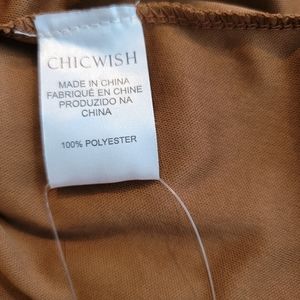 CHICWISH
MADE IN CHINA
FABRIQUÉ EN CHINE
PRODUZIDO NA
CHINA
100% POLYESTER